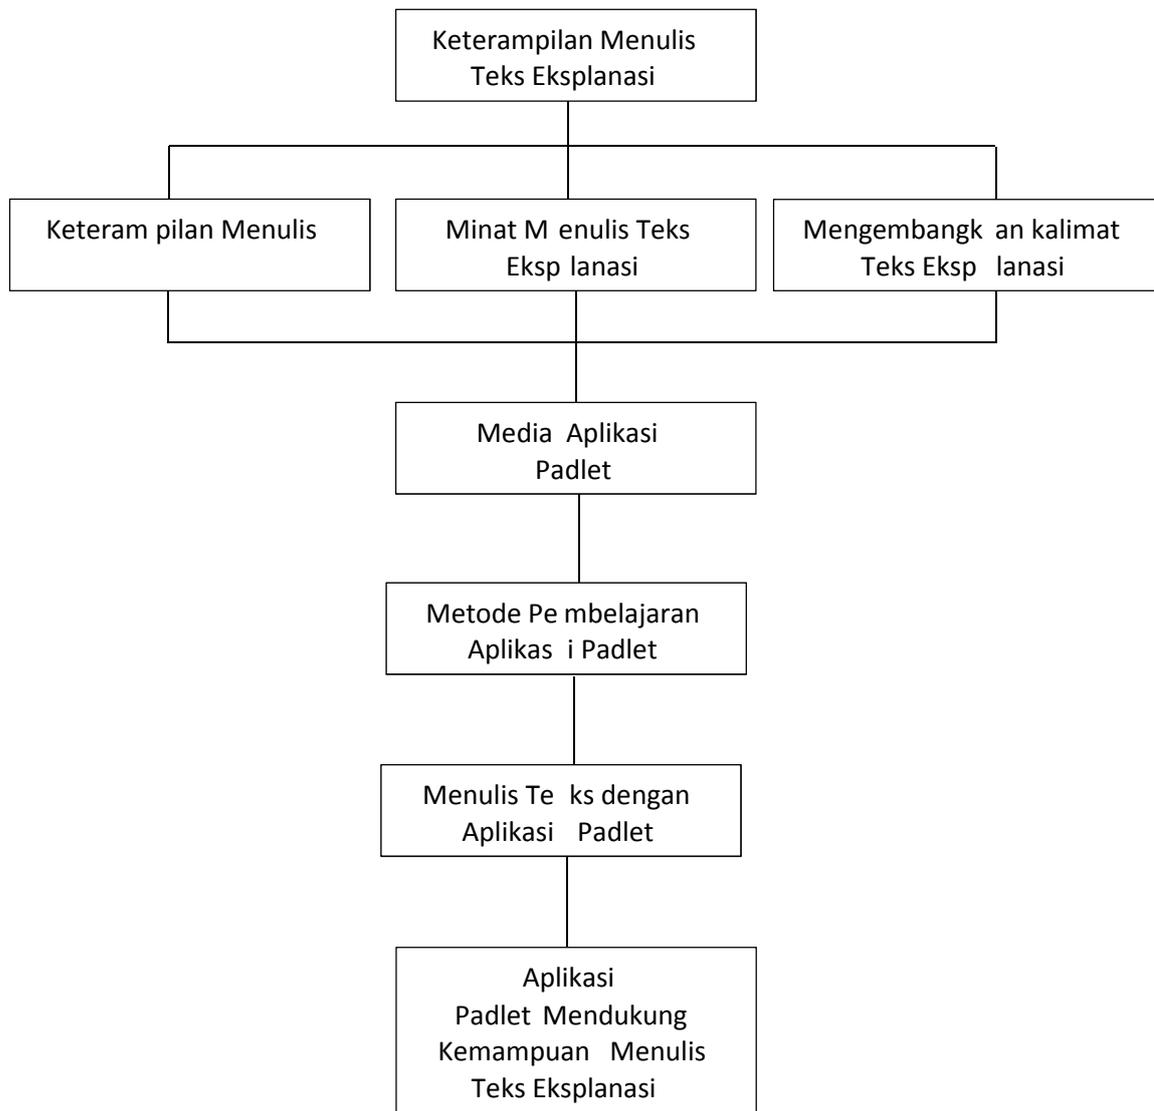 Keterampilan Menulis
Teks Eksplanasi
Keteram pilan Menulis
Minat M enulis Teks
Eksp lanasi
Mengembangk an kalimat
Teks Eksp lanasi
Media Aplikasi
Padlet
Metode Pe mbelajaran
Aplikas i Padlet
Menulis Te ks dengan
Aplikasi Padlet
Aplikasi
Padlet Mendukung
Kemampuan Menulis
Teks Eksplanasi